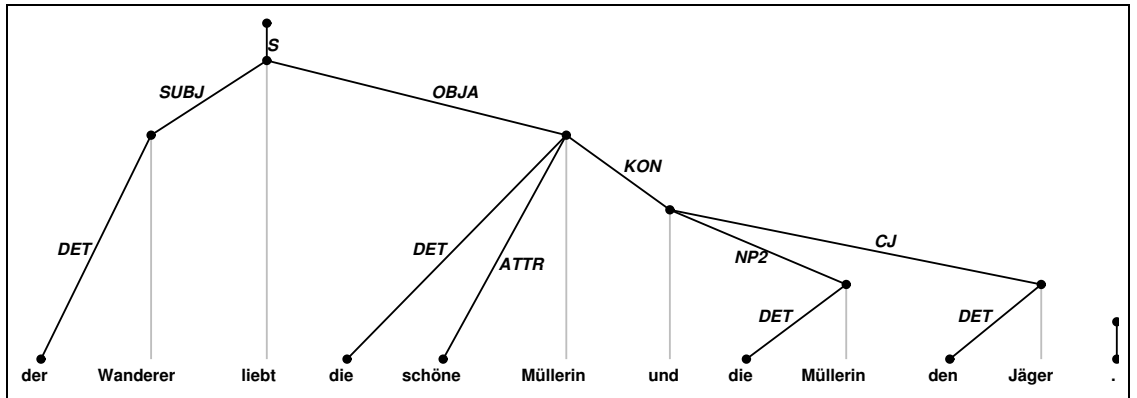 S
SUBJ OBJA
KON
DET DET ATTR NP2 CJ
DET DET
der Wanderer liebt die schöne Müllerin und die Müllerin den Jäger .